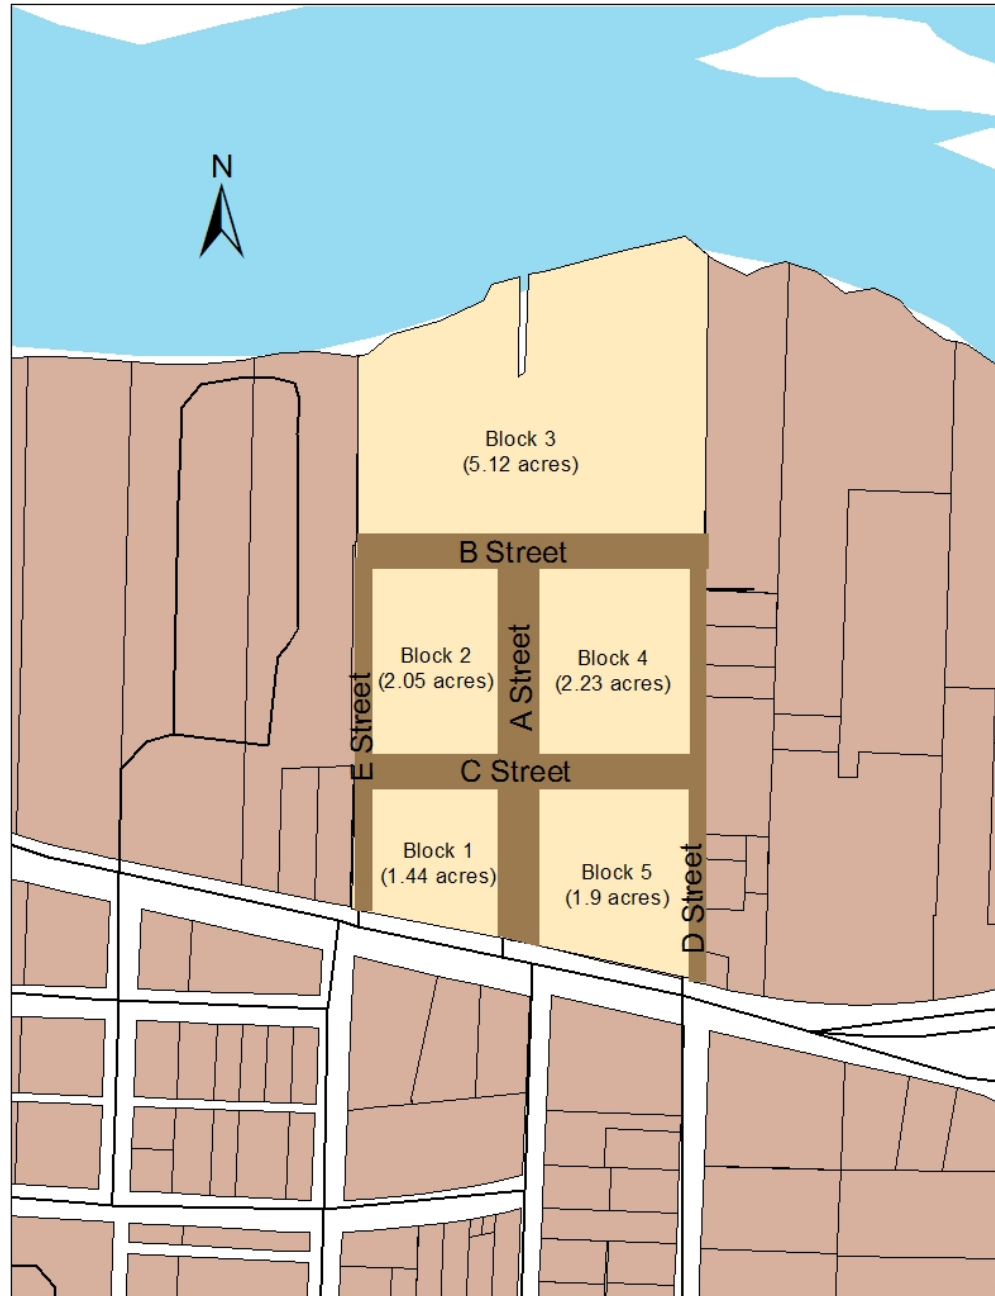 N
Block 3
(5.12 acres)
B Street
Block 2
(2.05 acres)
A Street
Block 4
(2.23 acres)
E Street
C Street
Block 1
(1.44 acres)
Block 5
(1.9 acres)
D Street